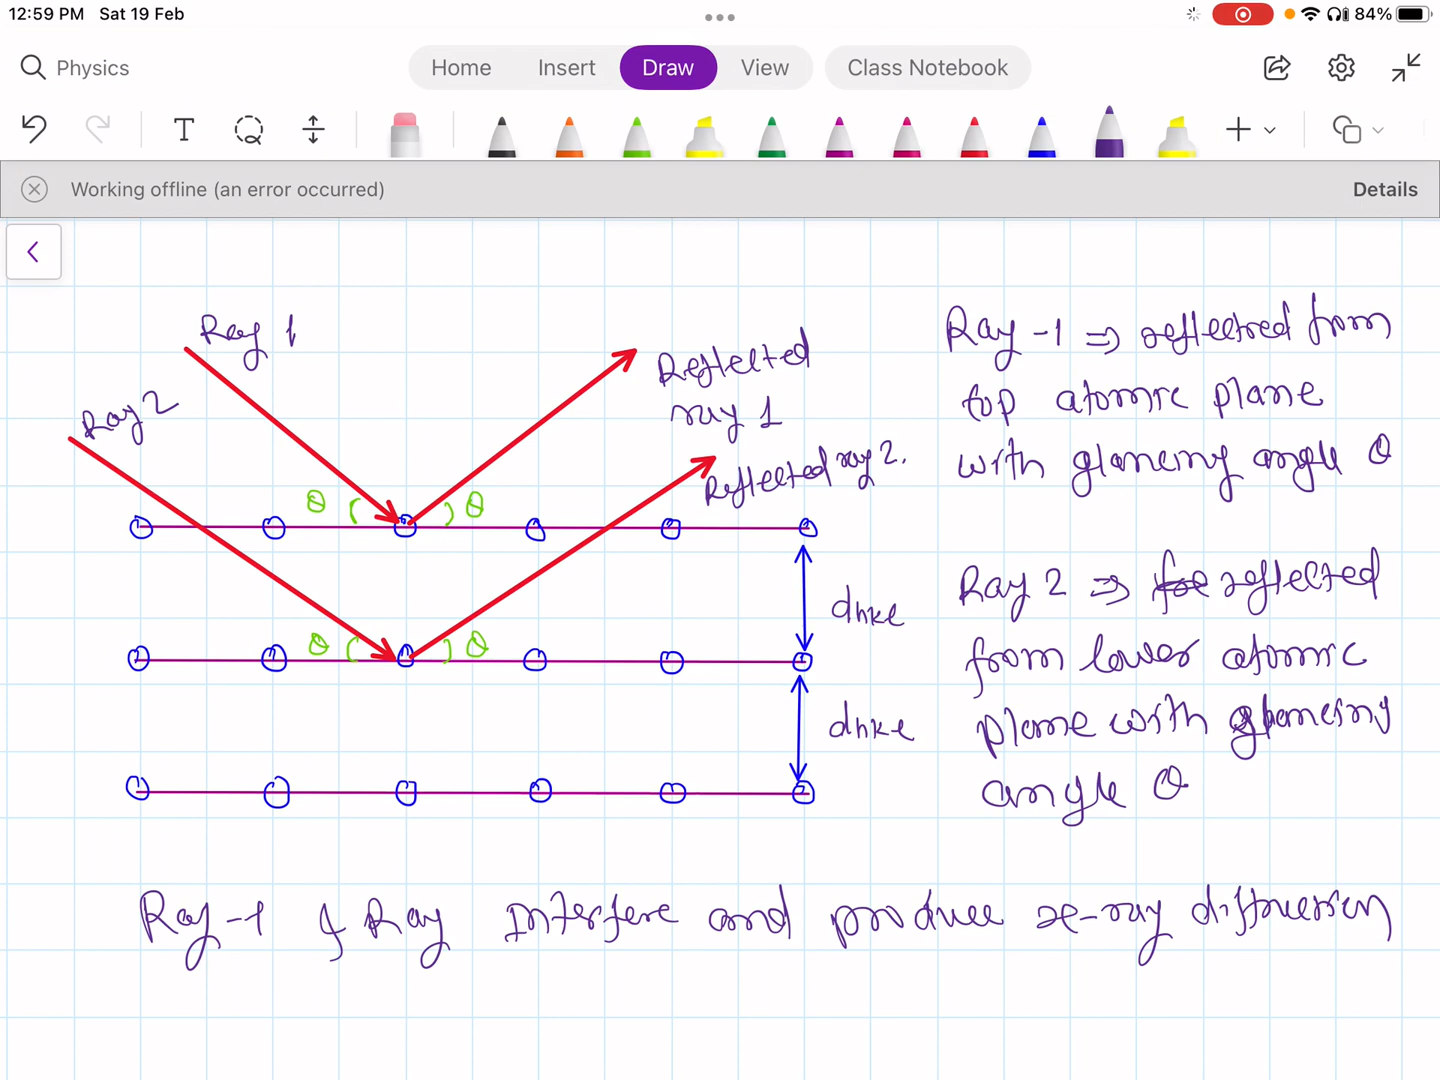 12:59 PM Sat 19 Feb
84%
Physics
Home Insert Draw View Class Notebook
T
Working offline (an error occurred) Details
Ray 1
Ray 2
Reflected
ray 1
Reflected ray 2.
θ θ
θ θ
dhkl
dhkl
Ray -1 ⇒ reflectred from
top atomic plane
with glancing angle θ
Ray 2 ⇒ reflected
from lower atomic
plane with glancing
angle θ
Ray -1 & Ray Interfere and produce x-ray diffraction